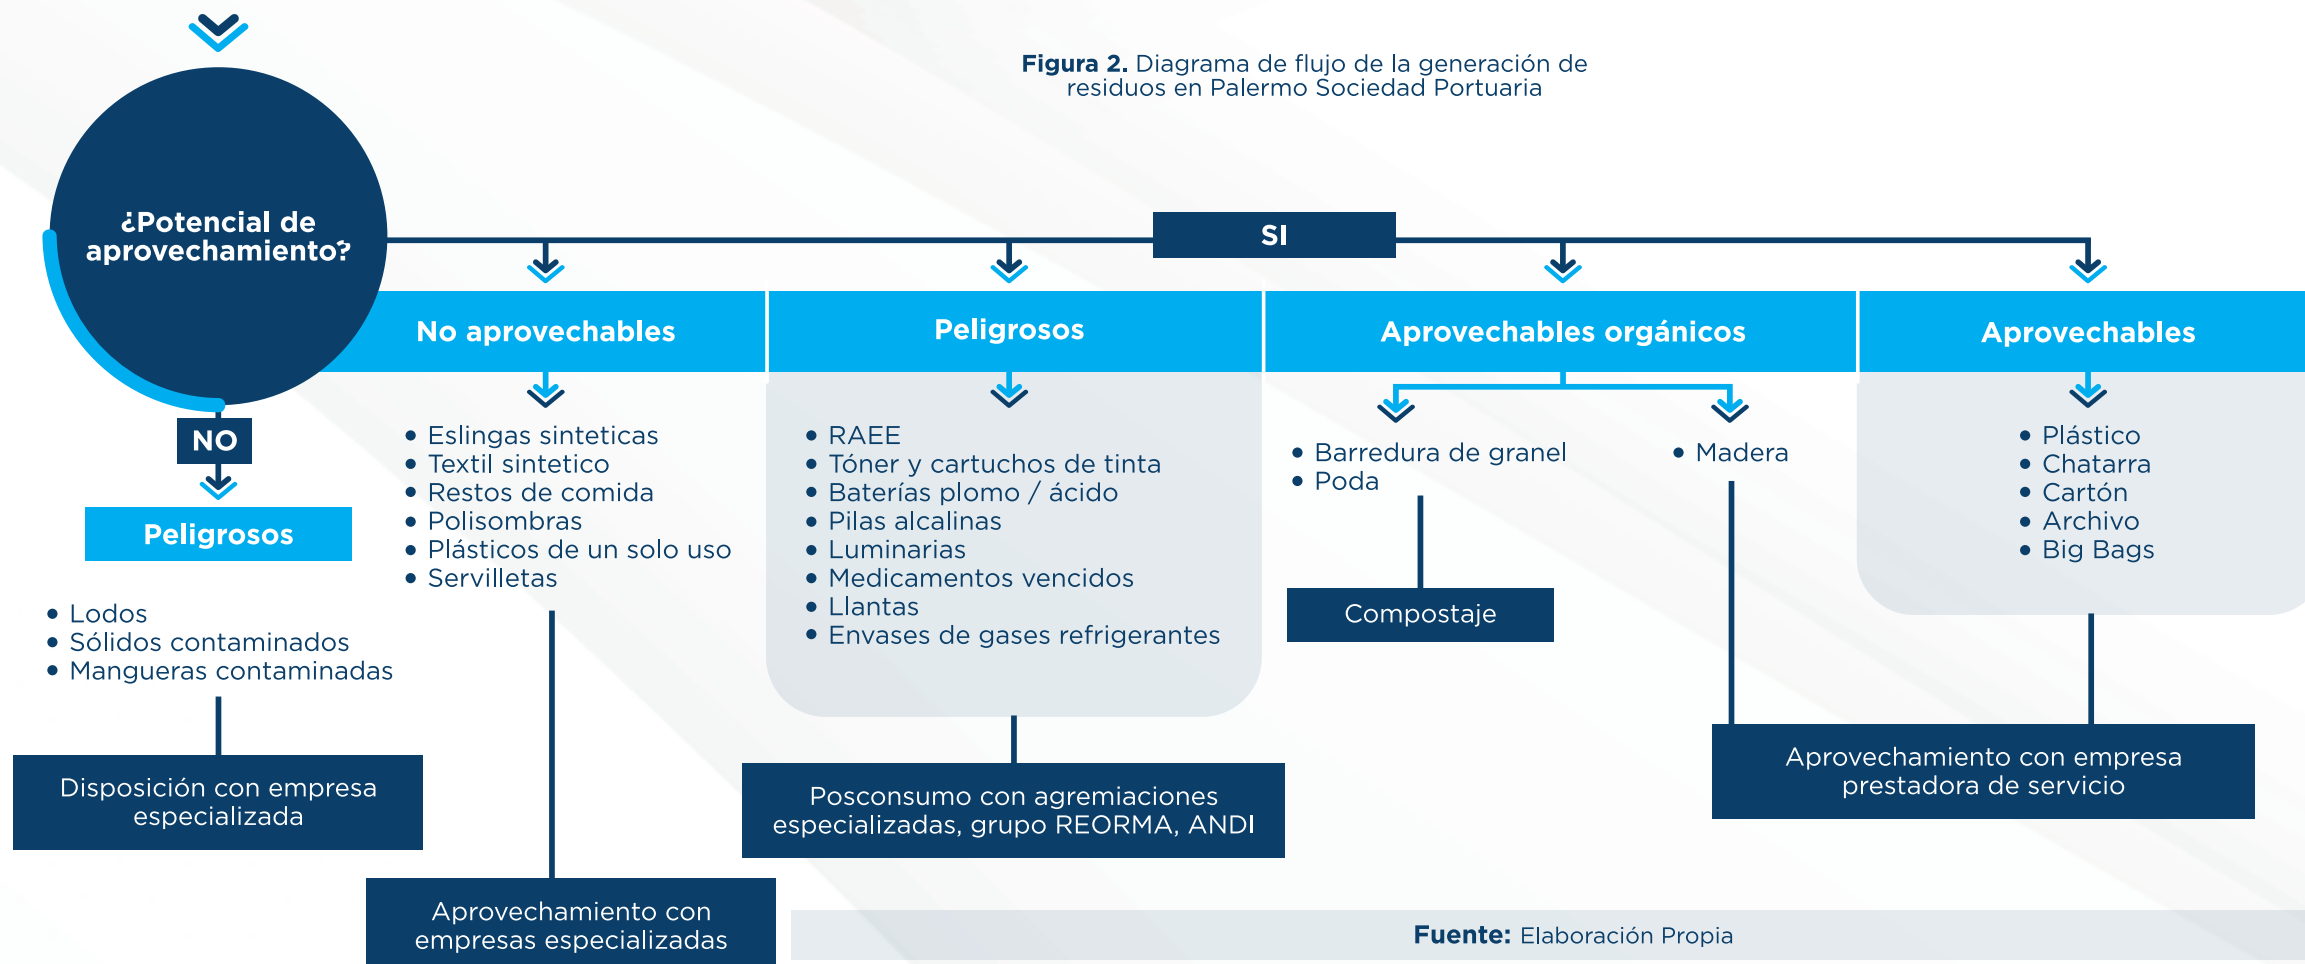 Figura 2. Diagrama de flujo de la generación de
residuos en Palermo Sociedad Portuaria
¿Potencial de
aprovechamiento?
SI
NO
Peligrosos
Lodos
Sólidos contaminados
Mangueras contaminadas
Disposición con empresa
especializada
No aprovechables
Eslingas sinteticas
Textil sintetico
Restos de comida
Polisombras
Plásticos de un solo uso
Servilletas
Aprovechamiento con
empresas especializadas
Peligrosos
RAEE
Tóner y cartuchos de tinta
Baterías plomo / ácido
Pilas alcalinas
Luminarias
Medicamentos vencidos
Llantas
Envases de gases refrigerantes
Posconsumo con agremiaciones
especializadas, grupo REORMA, ANDI
Aprovechables orgánicos
Barredura de granel
Poda
Compostaje
Madera
Aprovechables
Plástico
Chatarra
Cartón
Archivo
Big Bags
Aprovechamiento con empresa
prestadora de servicio
Fuente: Elaboración Propia